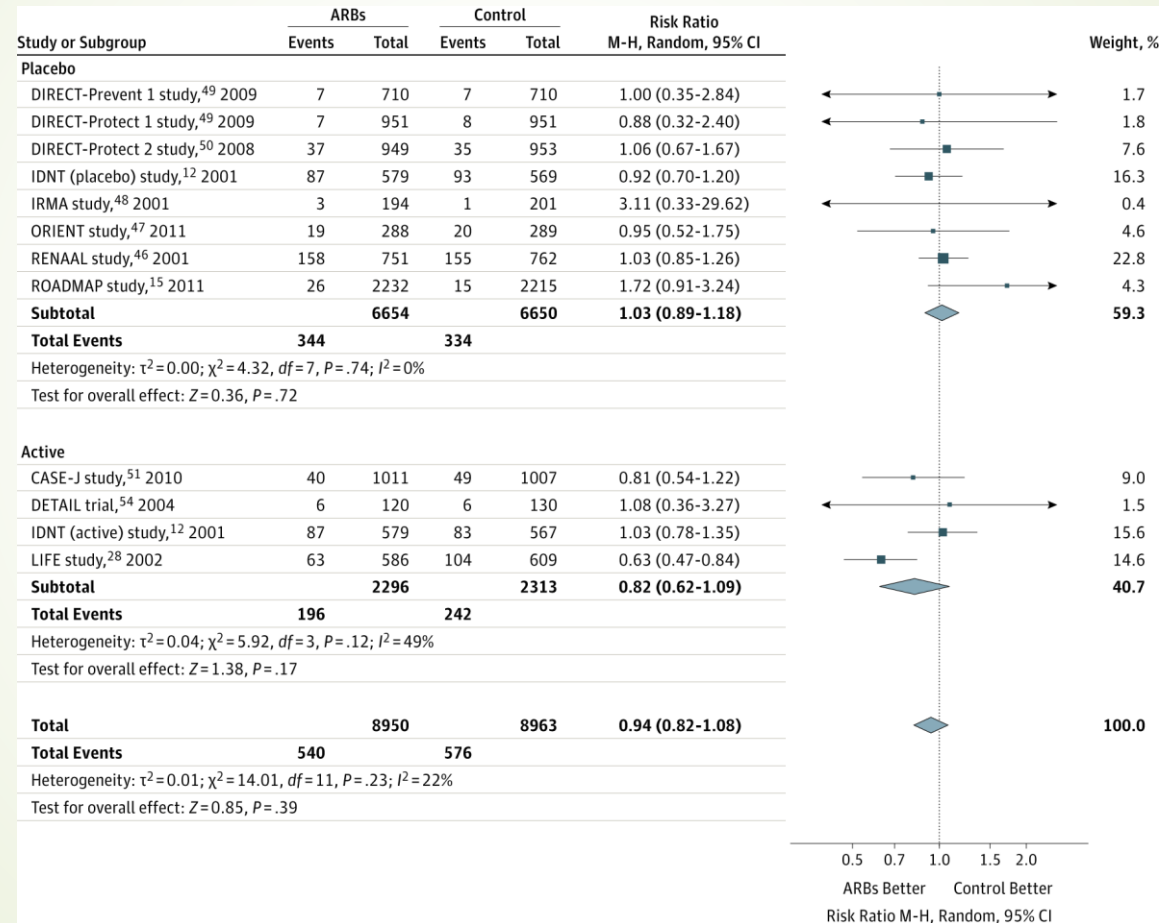 ARBs Control Risk Ratio
Study or Subgroup Events Total Events Total M-H, Random, 95% CI Weight, %
Placebo
DIRECT-Prevent 1 study,49 2009 7 710 7 710 1.00 (0.35-2.84) 1.7
DIRECT-Protect 1 study,49 2009 7 951 8 951 0.88 (0.32-2.40) 1.8
DIRECT-Protect 2 study,50 2008 37 949 35 953 1.06 (0.67-1.67) 7.6
IDNT (placebo) study,12 2001 87 579 93 569 0.92 (0.70-1.20) 16.3
IRMA study,48 2001 3 194 1 201 3.11 (0.33-29.62) 0.4
ORIENT study,47 2011 19 288 20 289 0.95 (0.52-1.75) 4.6
RENAAL study,46 2001 158 751 155 762 1.03 (0.85-1.26) 22.8
ROADMAP study,15 2011 26 2232 15 2215 1.72 (0.91-3.24) 4.3
Subtotal 6654 6650 1.03 (0.89-1.18) 59.3
Total Events 344 334
Heterogeneity: τ2=0.00; χ2=4.32, df=7, P=.74; I2=0%
Test for overall effect: Z=0.36, P=.72
Active
CASE-J study,51 2010 40 1011 49 1007 0.81 (0.54-1.22) 9.0
DETAIL trial,54 2004 6 120 6 130 1.08 (0.36-3.27) 1.5
IDNT (active) study,12 2001 87 579 83 567 1.03 (0.78-1.35) 15.6
LIFE study,28 2002 63 586 104 609 0.63 (0.47-0.84) 14.6
Subtotal 2296 2313 0.82 (0.62-1.09) 40.7
Total Events 196 242
Heterogeneity: τ2=0.04; χ2=5.92, df=3, P=.12; I2=49%
Test for overall effect: Z=1.38, P=.17
Total 8950 8963 0.94 (0.82-1.08) 100.0
Total Events 540 576
Heterogeneity: τ2=0.01; χ2=14.01, df=11, P=.23; I2=22%
Test for overall effect: Z=0.85, P=.39
0.5 0.7 1.0 1.5 2.0
ARBs Better Control Better
Risk Ratio M-H, Random, 95% CI